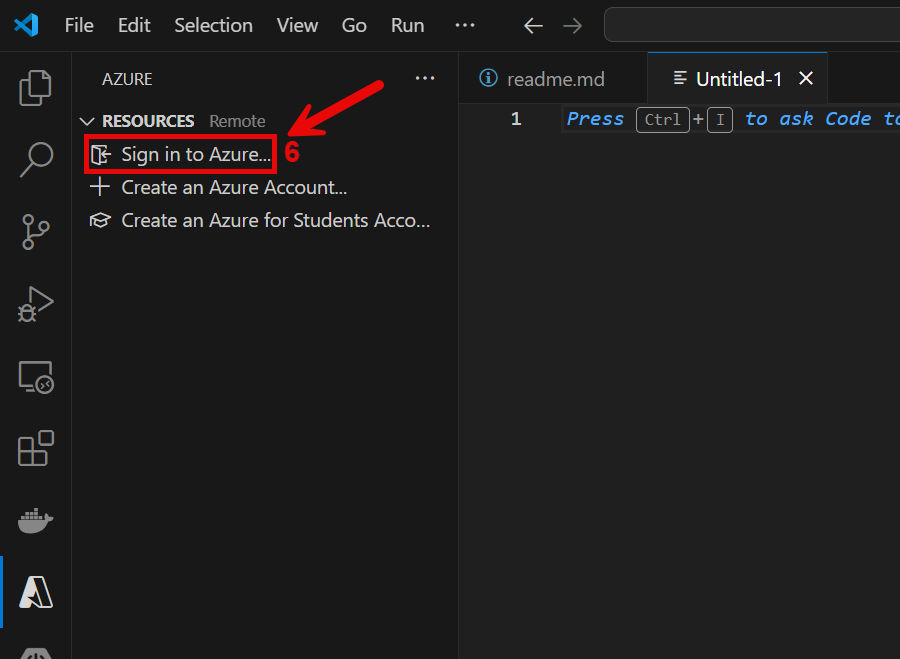 File Edit Selection View Go Run ...
AZURE ...
RESOURCES Remote
Sign in to Azure... 6
Create an Azure Account...
Create an Azure for Students Acco...
readme.md
Untitled-1
1 Press Ctrl+I to ask Code to